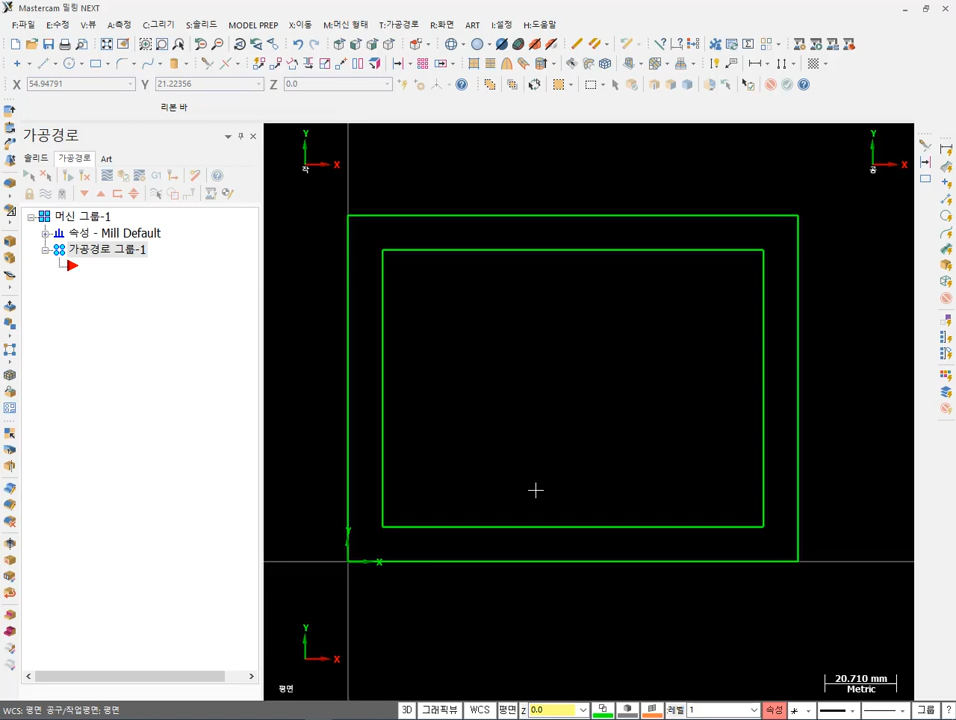 Mastercam 밀링 NEXT
F:파일 E:수정 V:뷰 A:측정 C:그리기 S:솔리드 MODEL PREP X:이동 M:머신 형태 T:가공경로 R:화면 ART I:설정 H:도움말
X 54.94791 Y 21.22356 Z 0.0
리본 바
가공경로
솔리드 가공경로 Art
G1
머신 그룹-1
속성 - Mill Default
가공경로 그룹-1
Y Y
X X
작 공
Y
X
Y
X
평면
20.710 mm
Metric
WCS: 평면 공구/작업평면: 평면 3D 그래픽뷰 WCS 평면 Z 0.0 레벨 1 속성 그룹 ?